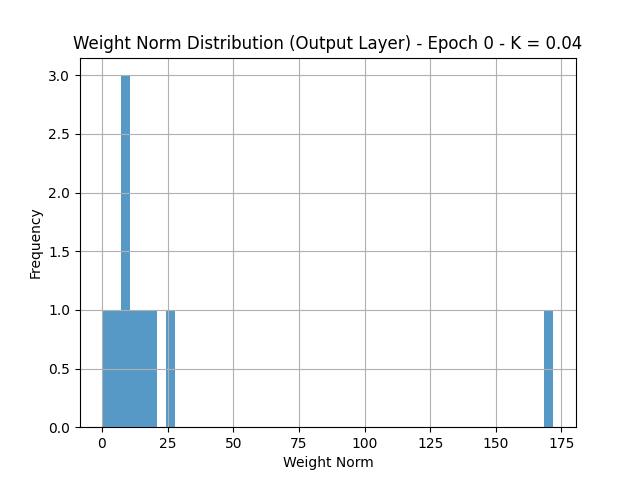 Weight Norm Distribution (Output Layer) - Epoch 0 - K = 0.04
3.0
2.5
2.0
1.5
1.0
0.5
0.0
Frequency
0 25 50 75 100 125 150 175
Weight Norm